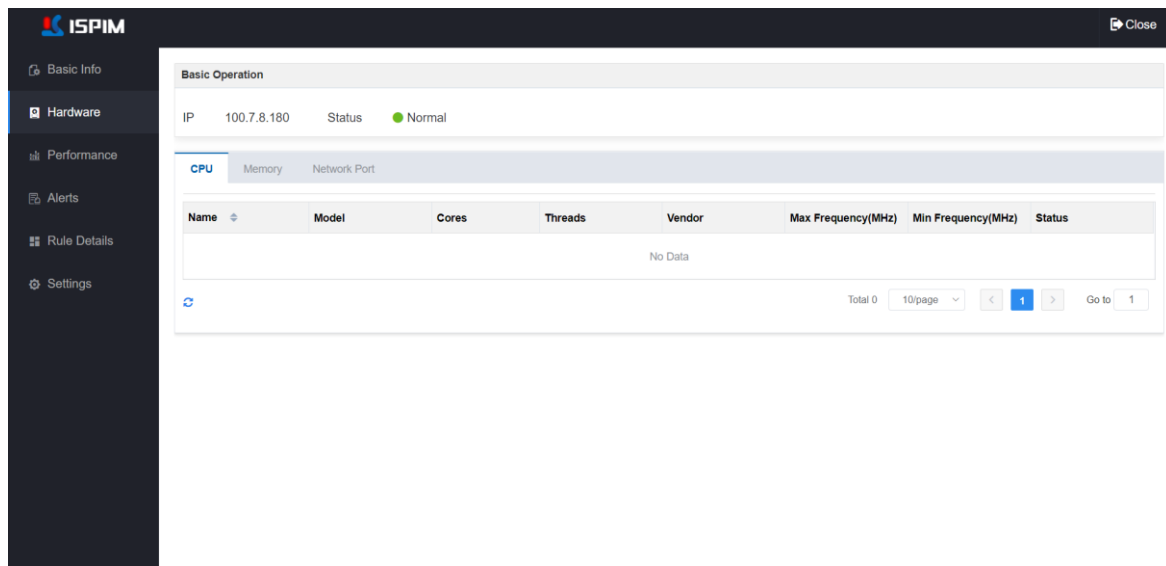 ISPIM
Close
Basic Info
Hardware
Performance
Alerts
Rule Details
Settings
Basic Operation
IP 100.7.8.180 Status Normal
CPU Memory Network Port
Name Model Cores Threads Vendor Max Frequency(MHz) Min Frequency(MHz) Status
No Data
Total 0 10/page < 1 > Go to 1